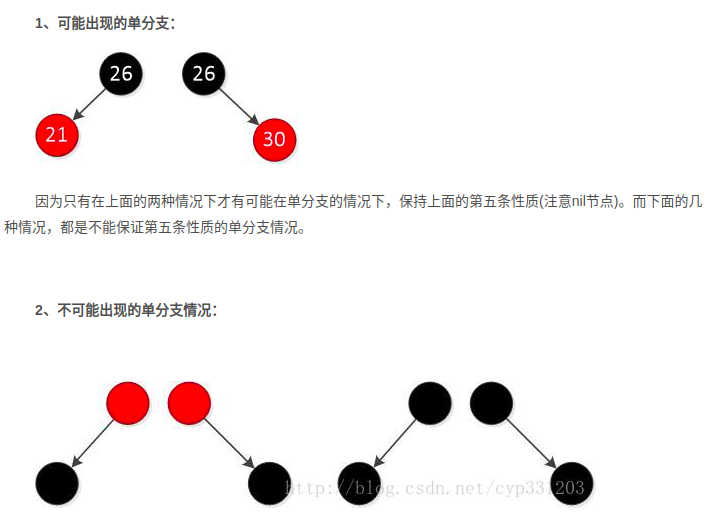 1、可能出现的单分支：
26 26
21 30
因为只有在上面的两种情况下才有可能在单分支的情况下，保持上面的第五条性质(注意nil节点)。而下面的几
种情况，都是不能保证第五条性质的单分支情况。
2、不可能出现的单分支情况：
http://blog.csdn.net/cyp331203